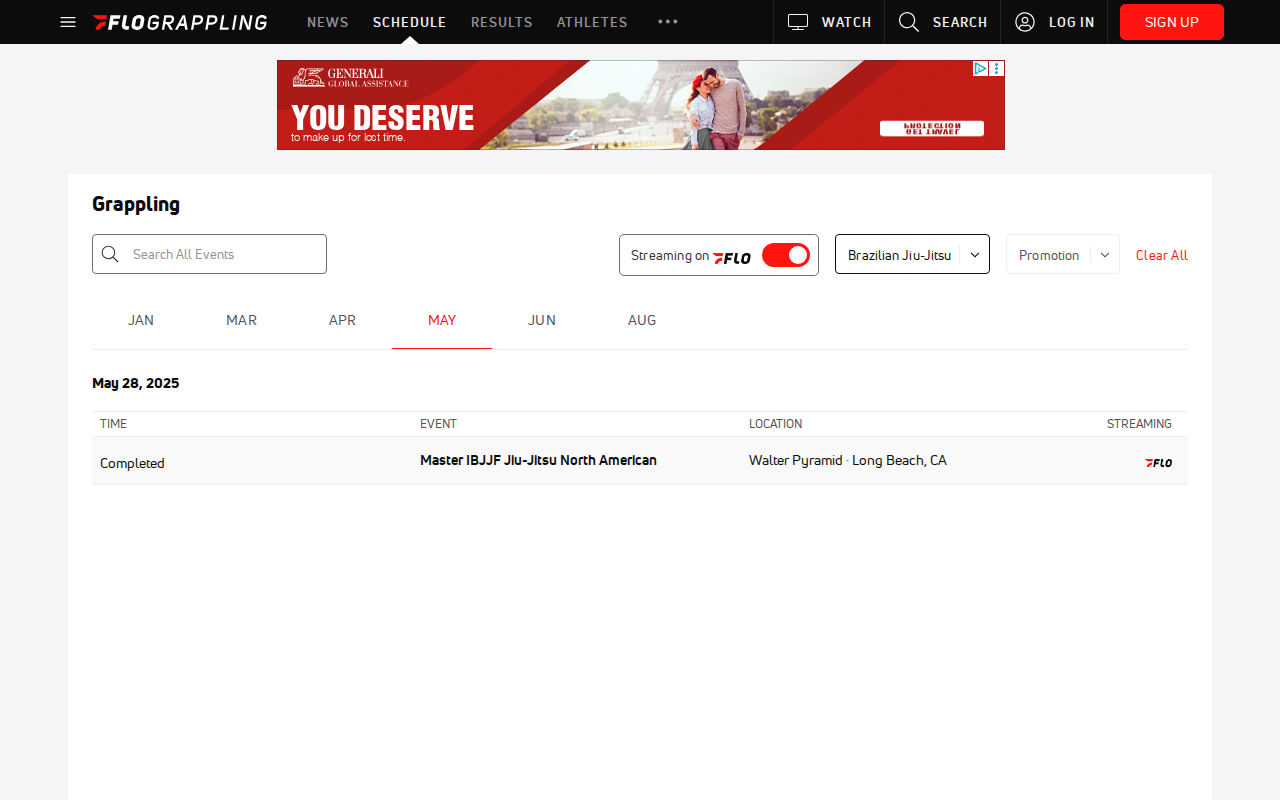 FLOGRAPPLING NEWS SCHEDULE RESULTS ATHLETES WATCH SEARCH LOG IN SIGN UP
GENERALI
GLOBAL ASSISTANCE
YOU DESERVE
to make up for lost time.
GET TRAVEL
PROTECTION
Grappling
Search All Events Streaming on FLO Brazilian Jiu-Jitsu Promotion Clear All
JAN MAR APR MAY JUN AUG
May 28, 2025
TIME EVENT LOCATION STREAMING
Completed Master IBJJF Jiu-Jitsu North American Walter Pyramid · Long Beach, CA FLO